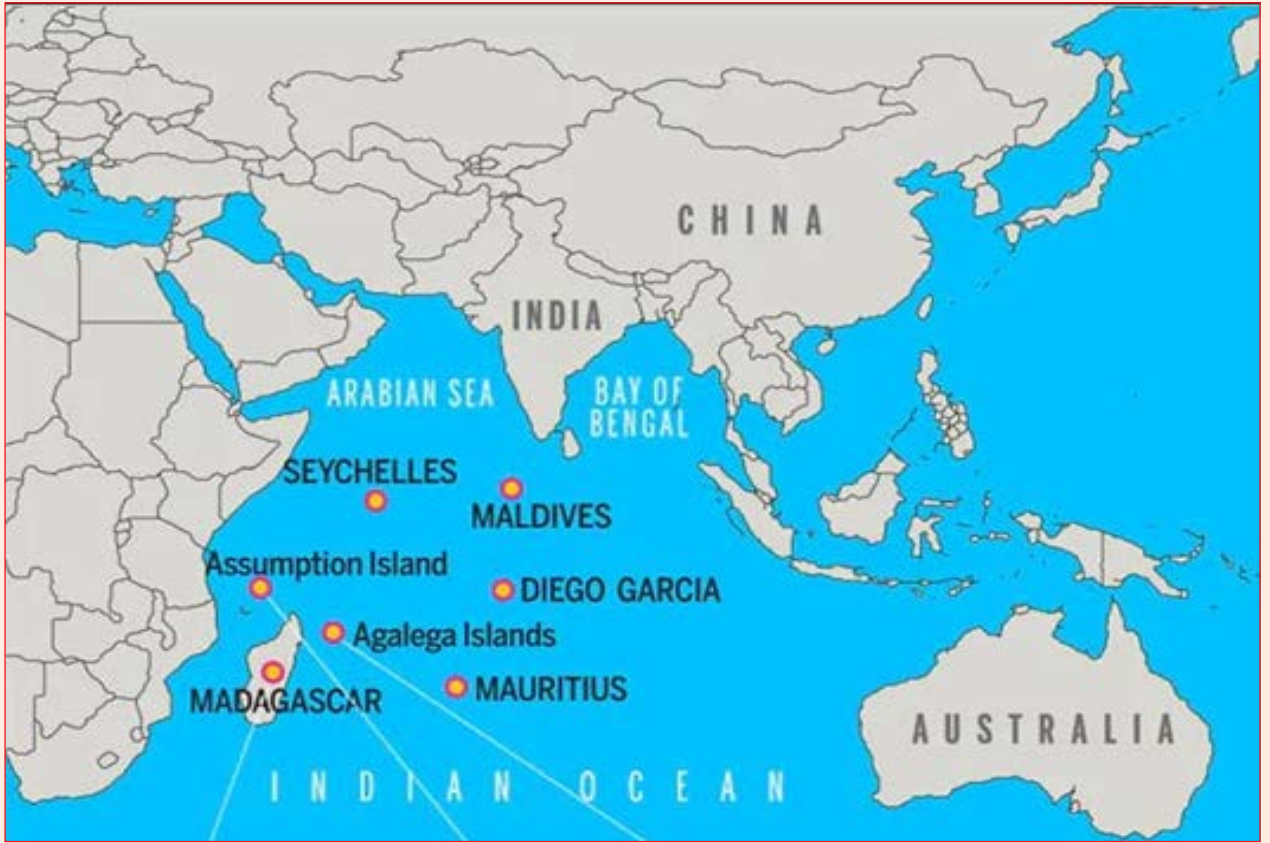 CHINA
INDIA
ARABIAN SEA
BAY OF
BENGAL
SEYCHELLES
MALDIVES
Assumption Island
DIEGO GARCIA
Agalega Islands
MADAGASCAR
MAURITIUS
AUSTRALIA
INDIAN OCEAN